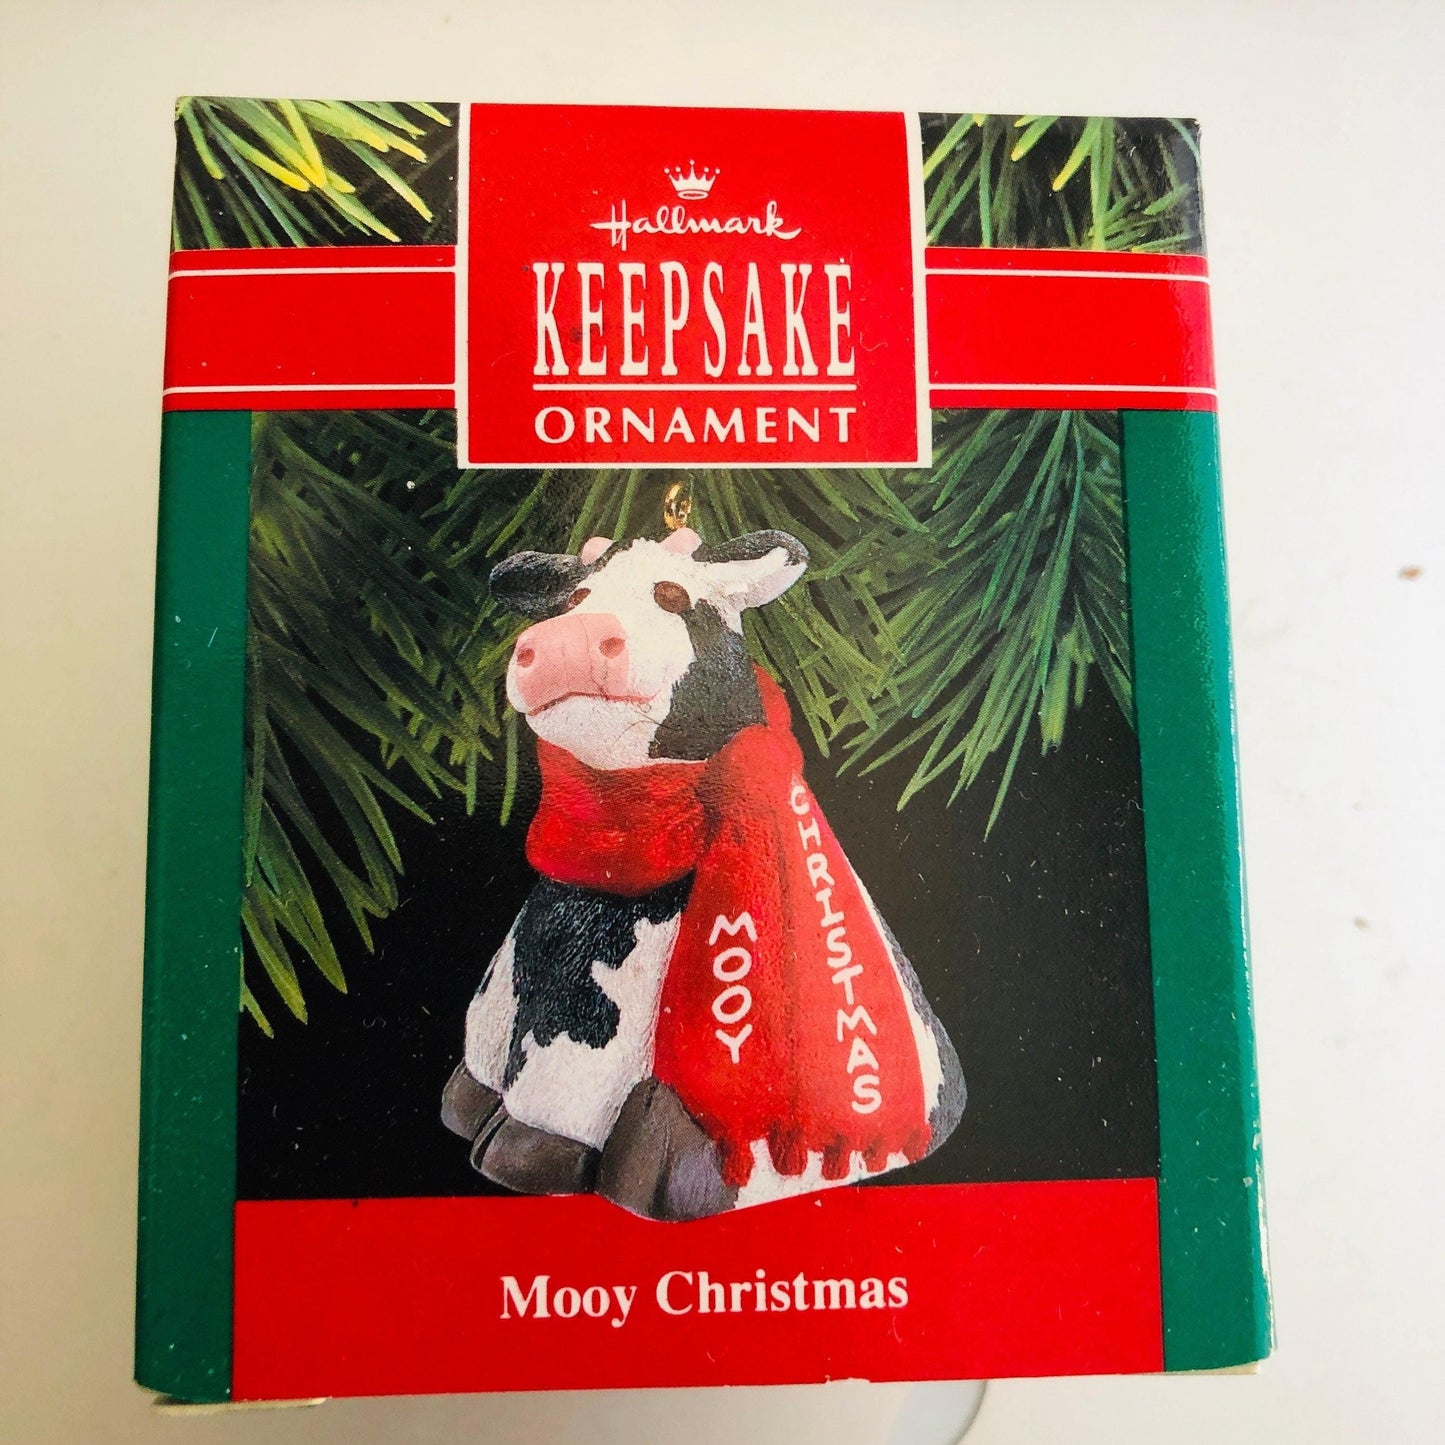 Hallmark
KEEPSAKE
ORNAMENT
MOOY
CHRISTMAS
Mooy Christmas